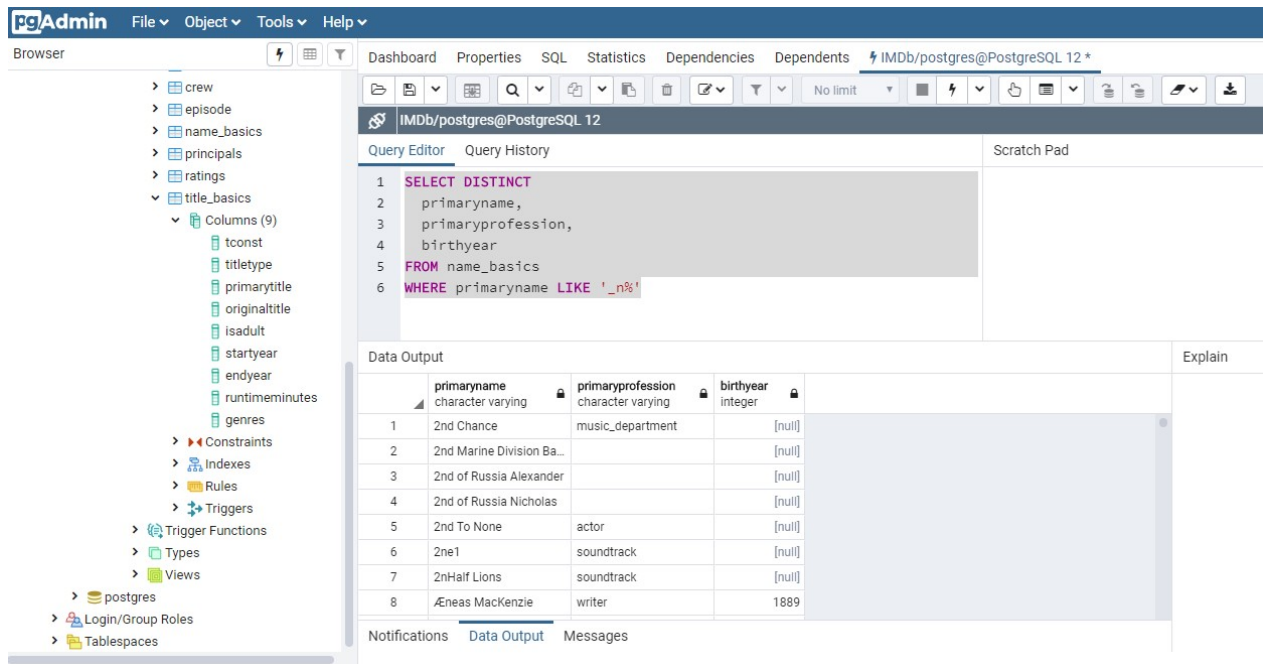 pgAdmin File Object Tools Help
Browser
crew
episode
name_basics
principals
ratings
title_basics
Columns (9)
tconst
titletype
primarytitle
originaltitle
isadult
startyear
endyear
runtimeminutes
genres
Constraints
Indexes
Rules
Triggers
Trigger Functions
Types
Views
postgres
Login/Group Roles
Tablespaces
Dashboard Properties SQL Statistics Dependencies Dependents IMDb/postgres@PostgreSQL 12 *
No limit
IMDb/postgres@PostgreSQL 12
Query Editor Query History
1 SELECT DISTINCT
2 primaryname,
3 primaryprofession,
4 birthyear
5 FROM name_basics
6 WHERE primaryname LIKE '_n%'
Scratch Pad
Data Output
primaryname primaryprofession birthyear
character varying character varying integer
1 2nd Chance music_department [null]
2 2nd Marine Division Ba... [null]
3 2nd of Russia Alexander [null]
4 2nd of Russia Nicholas [null]
5 2nd To None actor [null]
6 2ne1 soundtrack [null]
7 2nHalf Lions soundtrack [null]
8 Æneas MacKenzie writer 1889
Explain
Notifications Data Output Messages